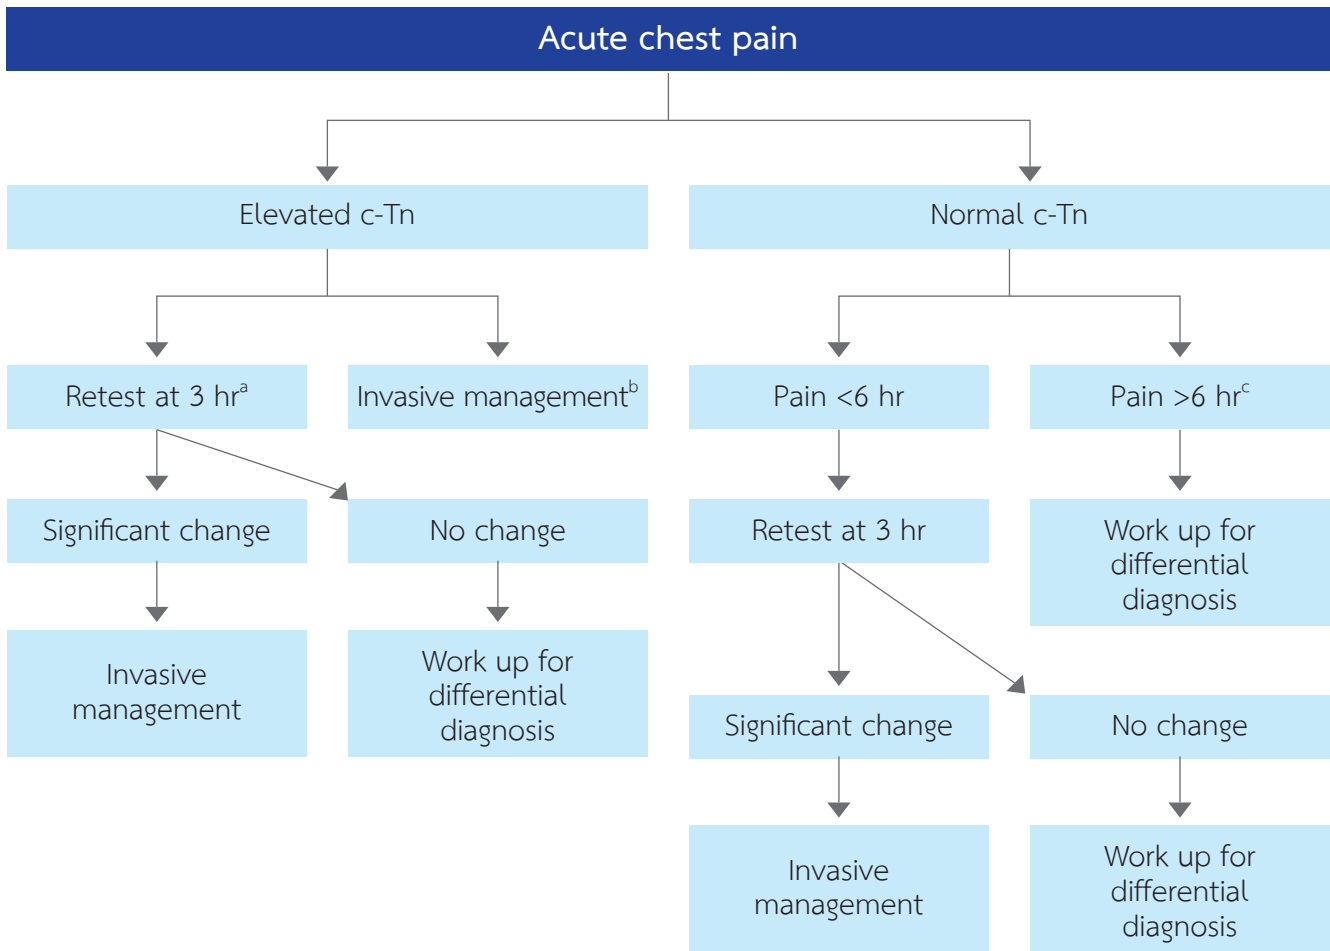 Acute chest pain
Elevated c-Tn
Normal c-Tn
Retest at 3 hrª
Invasive managementᵇ
Pain <6 hr
Pain >6 hrᶜ
Significant change
No change
Retest at 3 hr
Work up for
differential
diagnosis
Invasive
management
Work up for
differential
diagnosis
Significant change
No change
Invasive
management
Work up for
differential
diagnosis